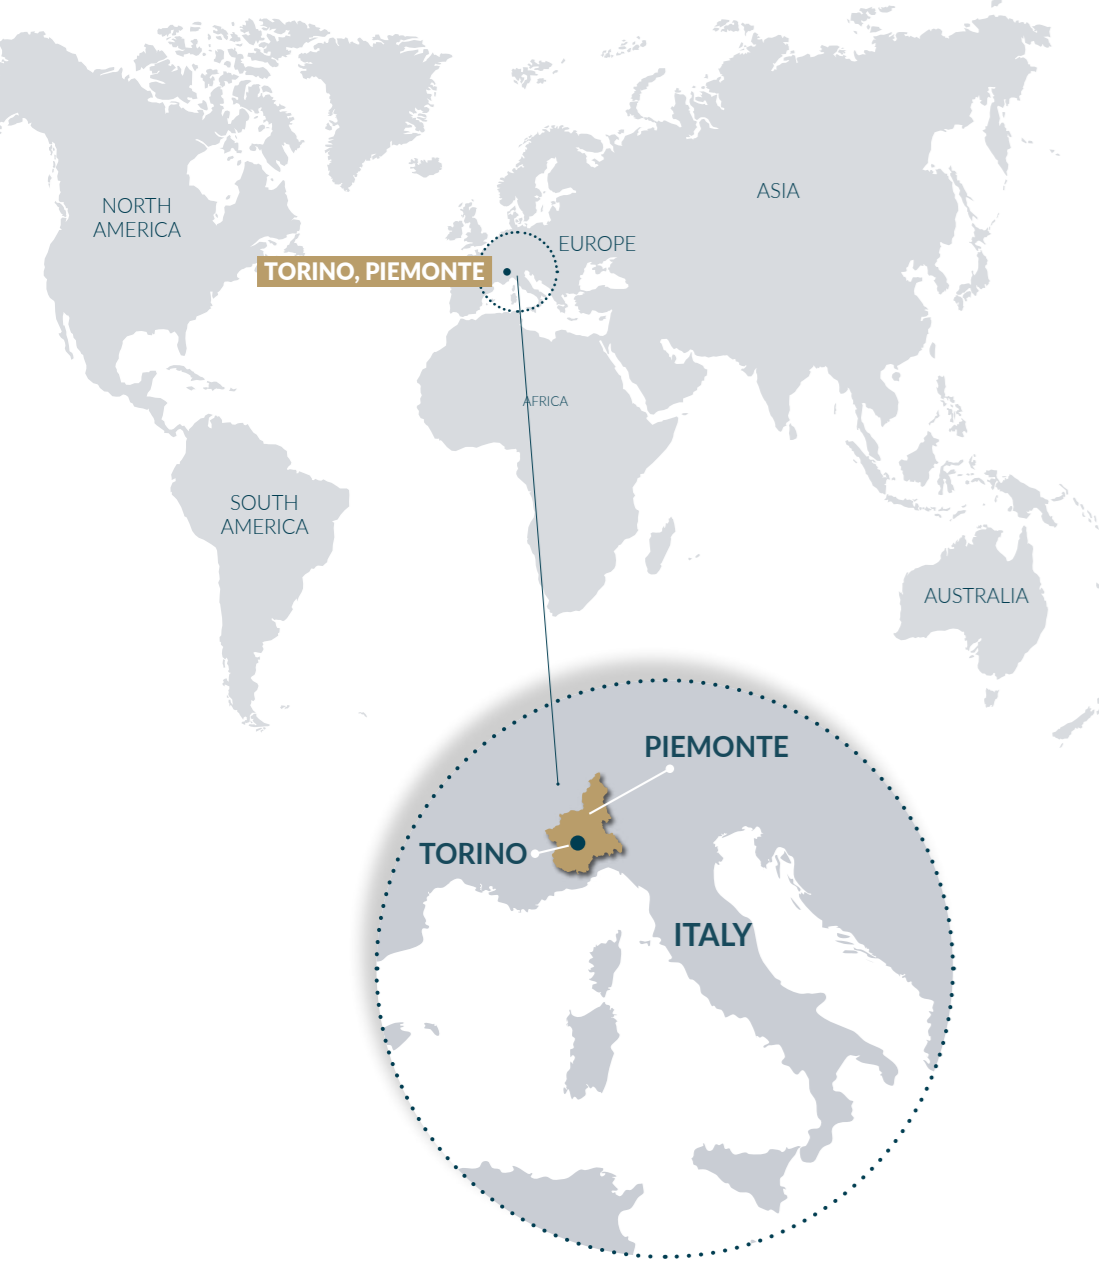 NORTH
AMERICA
ASIA
EUROPE
TORINO, PIEMONTE
AFRICA
SOUTH
AMERICA
AUSTRALIA
PIEMONTE
TORINO
ITALY